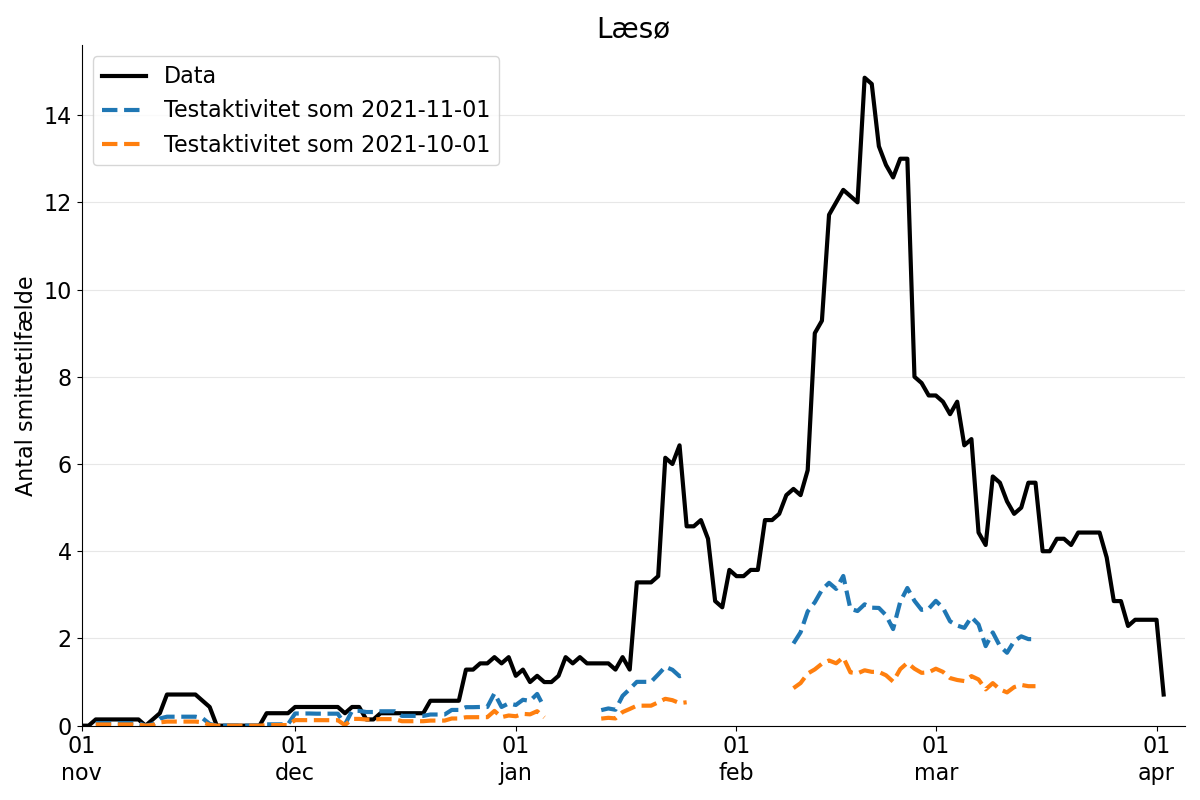 Læsø
Data
Testaktivitet som 2021-11-01
Testaktivitet som 2021-10-01
Antal smittetilfælde
14
12
10
8
6
4
2
0
01 01 01 01 01 01
nov dec jan feb mar apr